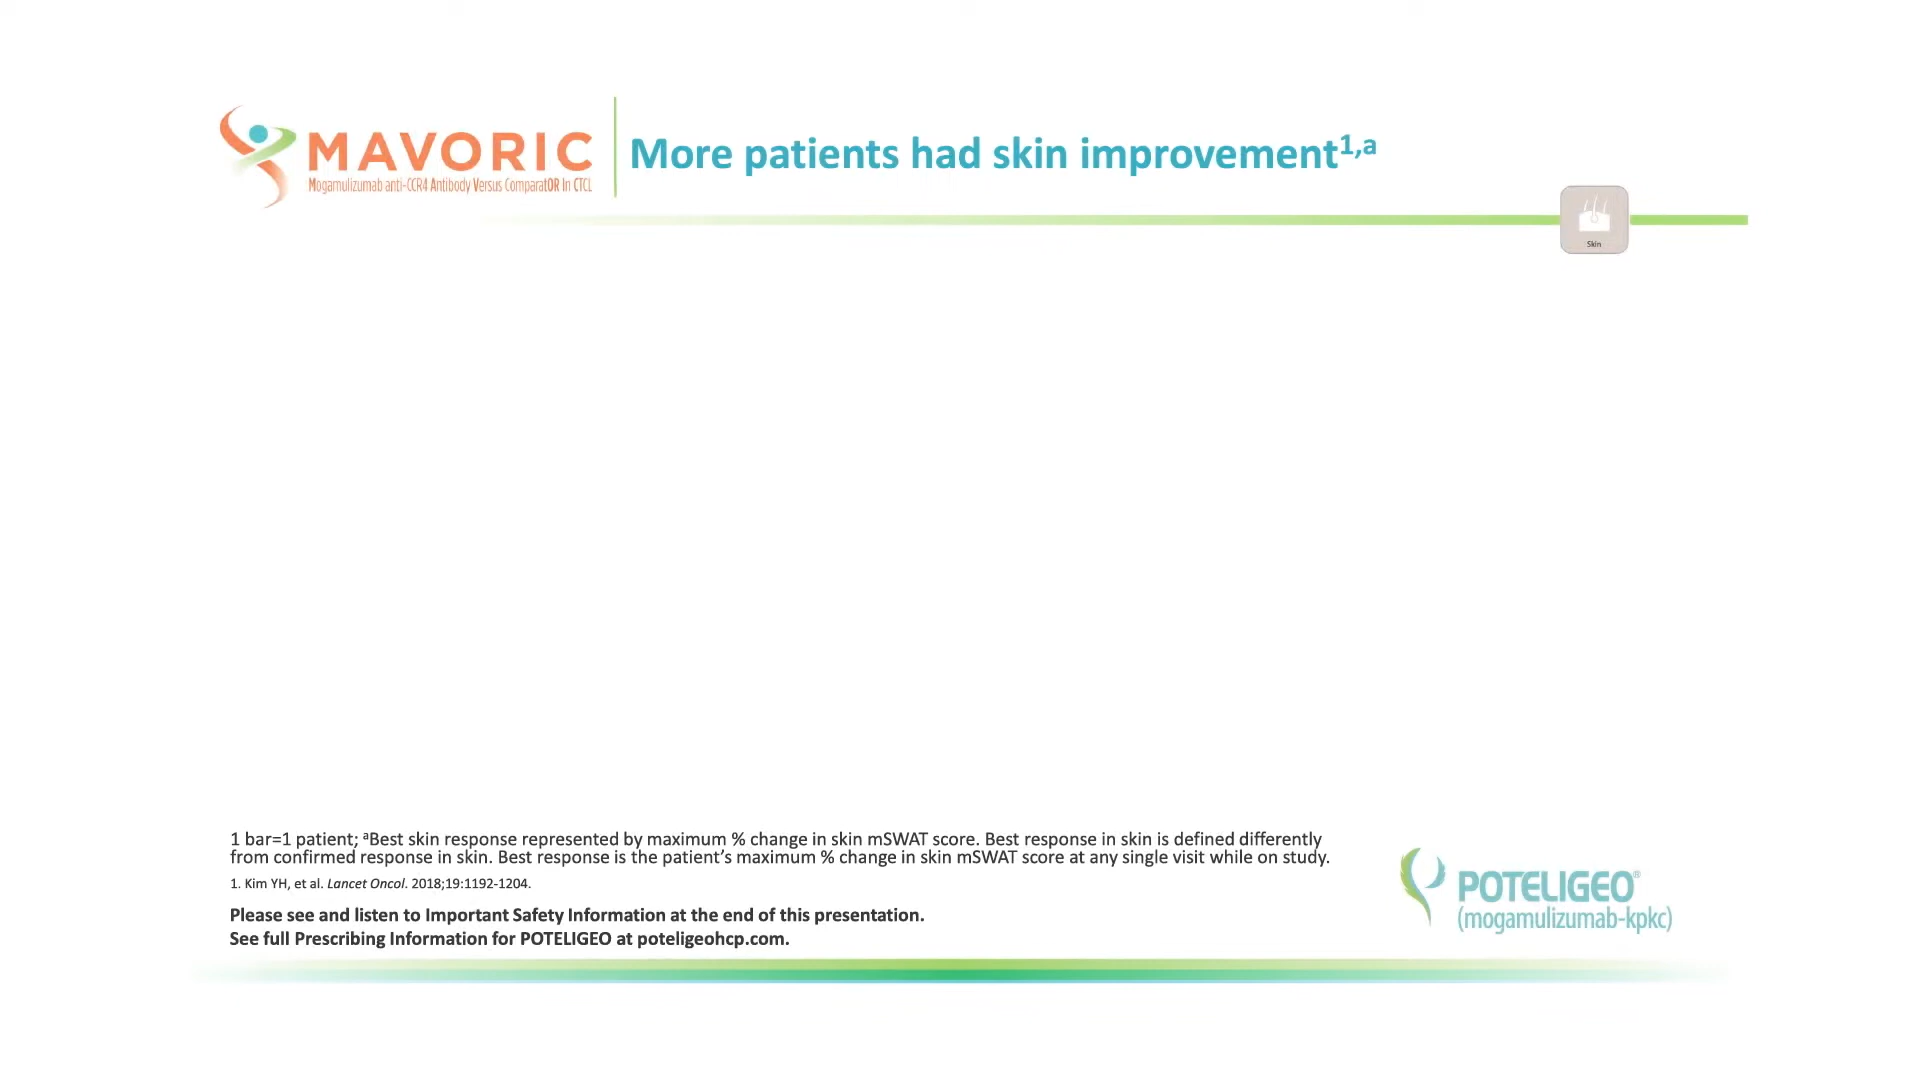 MAVORIC
Mogamulizumab anti-CCR4 Antibody Versus ComparatOR In CTCL
More patients had skin improvement1,a
Skin
1 bar=1 patient; aBest skin response represented by maximum % change in skin mSWAT score. Best response in skin is defined differently
from confirmed response in skin. Best response is the patient’s maximum % change in skin mSWAT score at any single visit while on study.
1. Kim YH, et al. Lancet Oncol. 2018;19:1192-1204.
Please see and listen to Important Safety Information at the end of this presentation.
See full Prescribing Information for POTELIGEO at poteligeohcp.com.
POTELIGEO®
(mogamulizumab-kpkc)